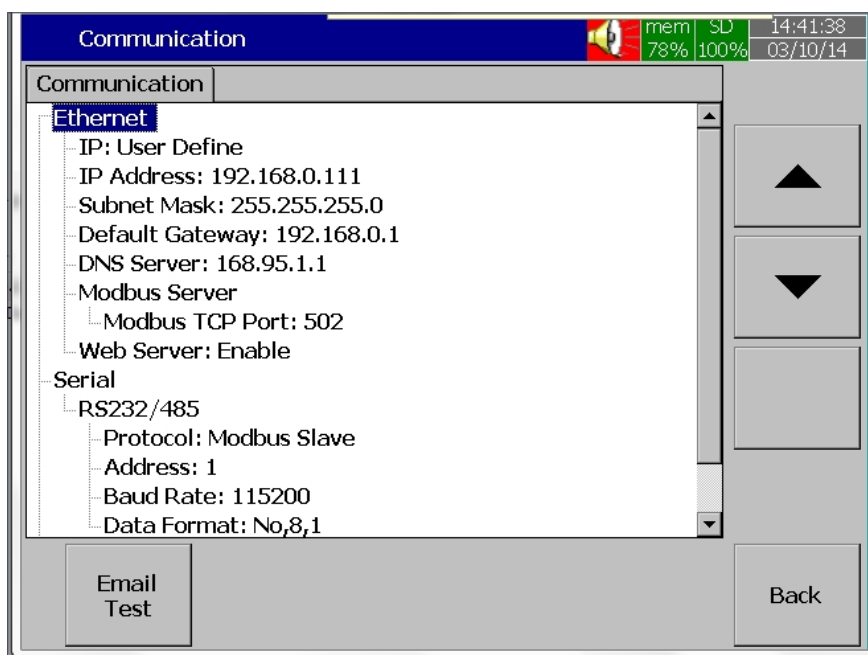 Communication
mem SD 14:41:38
78% 100% 03/10/14
Communication
Ethernet
IP: User Define
IP Address: 192.168.0.111
Subnet Mask: 255.255.255.0
Default Gateway: 192.168.0.1
DNS Server: 168.95.1.1
Modbus Server
Modbus TCP Port: 502
Web Server: Enable
Serial
RS232/485
Protocol: Modbus Slave
Address: 1
Baud Rate: 115200
Data Format: No,8,1
Email
Test
Back